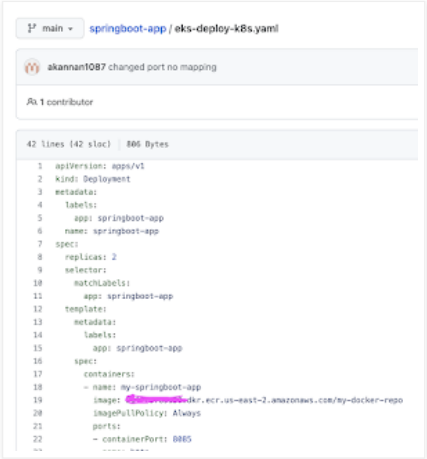 main
springboot-app / eks-deploy-k8s.yaml
akannan1087 changed port no mapping
1 contributor
42 lines (42 sloc) 806 Bytes
1 apiVersion: apps/v1
2 kind: Deployment
3 metadata:
4 labels:
5 app: springboot-app
6 name: springboot-app
7 spec:
8 replicas: 2
9 selector:
10 matchLabels:
11 app: springboot-app
12 template:
13 metadata:
14 labels:
15 app: springboot-app
16 spec:
17 containers:
18 - name: my-springboot-app
19 image: dkr.ecr.us-east-2.amazonaws.com/my-docker-repo
20 imagePullPolicy: Always
21 ports:
22 - containerPort: 8085